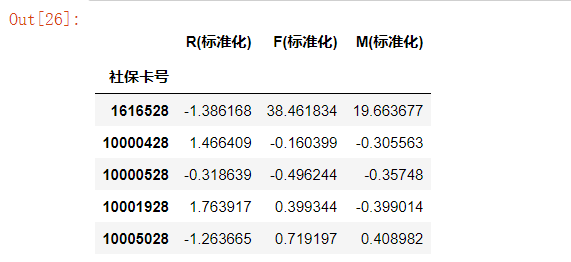 Out[26]:
R(标准化) F(标准化) M(标准化)
社保卡号
1616528 -1.386168 38.461834 19.663677
10000428 1.466409 -0.160399 -0.305563
10000528 -0.318639 -0.496244 -0.35748
10001928 1.763917 0.399344 -0.399014
10005028 -1.263665 0.719197 0.408982